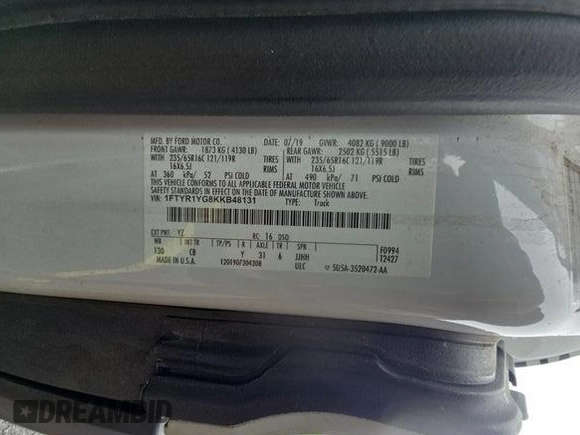 MFD. BY FORD MOTOR CO. DATE: 07/19 GVWR: 4082 KG ( 9000 LB)
FRONT GAWR: 1873 KG ( 4130 LB) REAR GAWR: 2502 KG ( 5515 LB)
WITH 235/65R16C 121/119R TIRES WITH 235/65R16C 121/119R TIRES
16X6.5J RIMS 16X6.5J RIMS
AT 360 kPa/ 52 PSI COLD AT 490 kPa/ 71 PSI COLD
THIS VEHICLE CONFORMS TO ALL APPLICABLE FEDERAL MOTOR VEHICLE
SAFETY STANDARDS IN EFFECT ON THE DATE OF MANUFACTURE SHOWN ABOVE.
VIN: 1FTYR1YG8KKB48131 TYPE: Truck
EXT PNT: YZ RC: 16 DSO:
WB INT TR TP/PS R AXLE TR SPR F0994
130 CB Y 31 6 JJHH T2427
MADE IN U.S.A. 1201907304308 ULC 5U5A-3520472-AA
DREAMBID